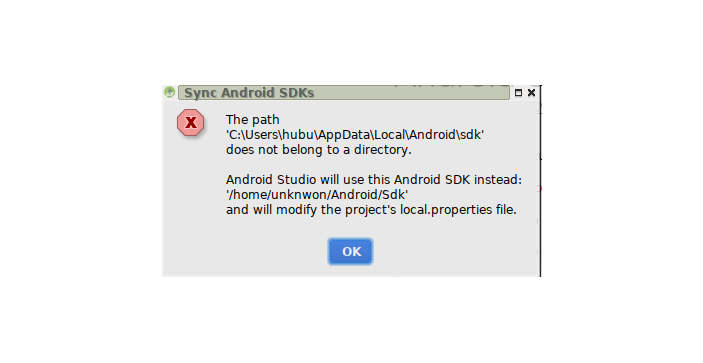 Sync Android SDKs
The path
'C:\Users\hubu\AppData\Local\Android\sdk'
does not belong to a directory.
Android Studio will use this Android SDK instead:
'/home/unknwon/Android/Sdk'
and will modify the project's local.properties file.
OK